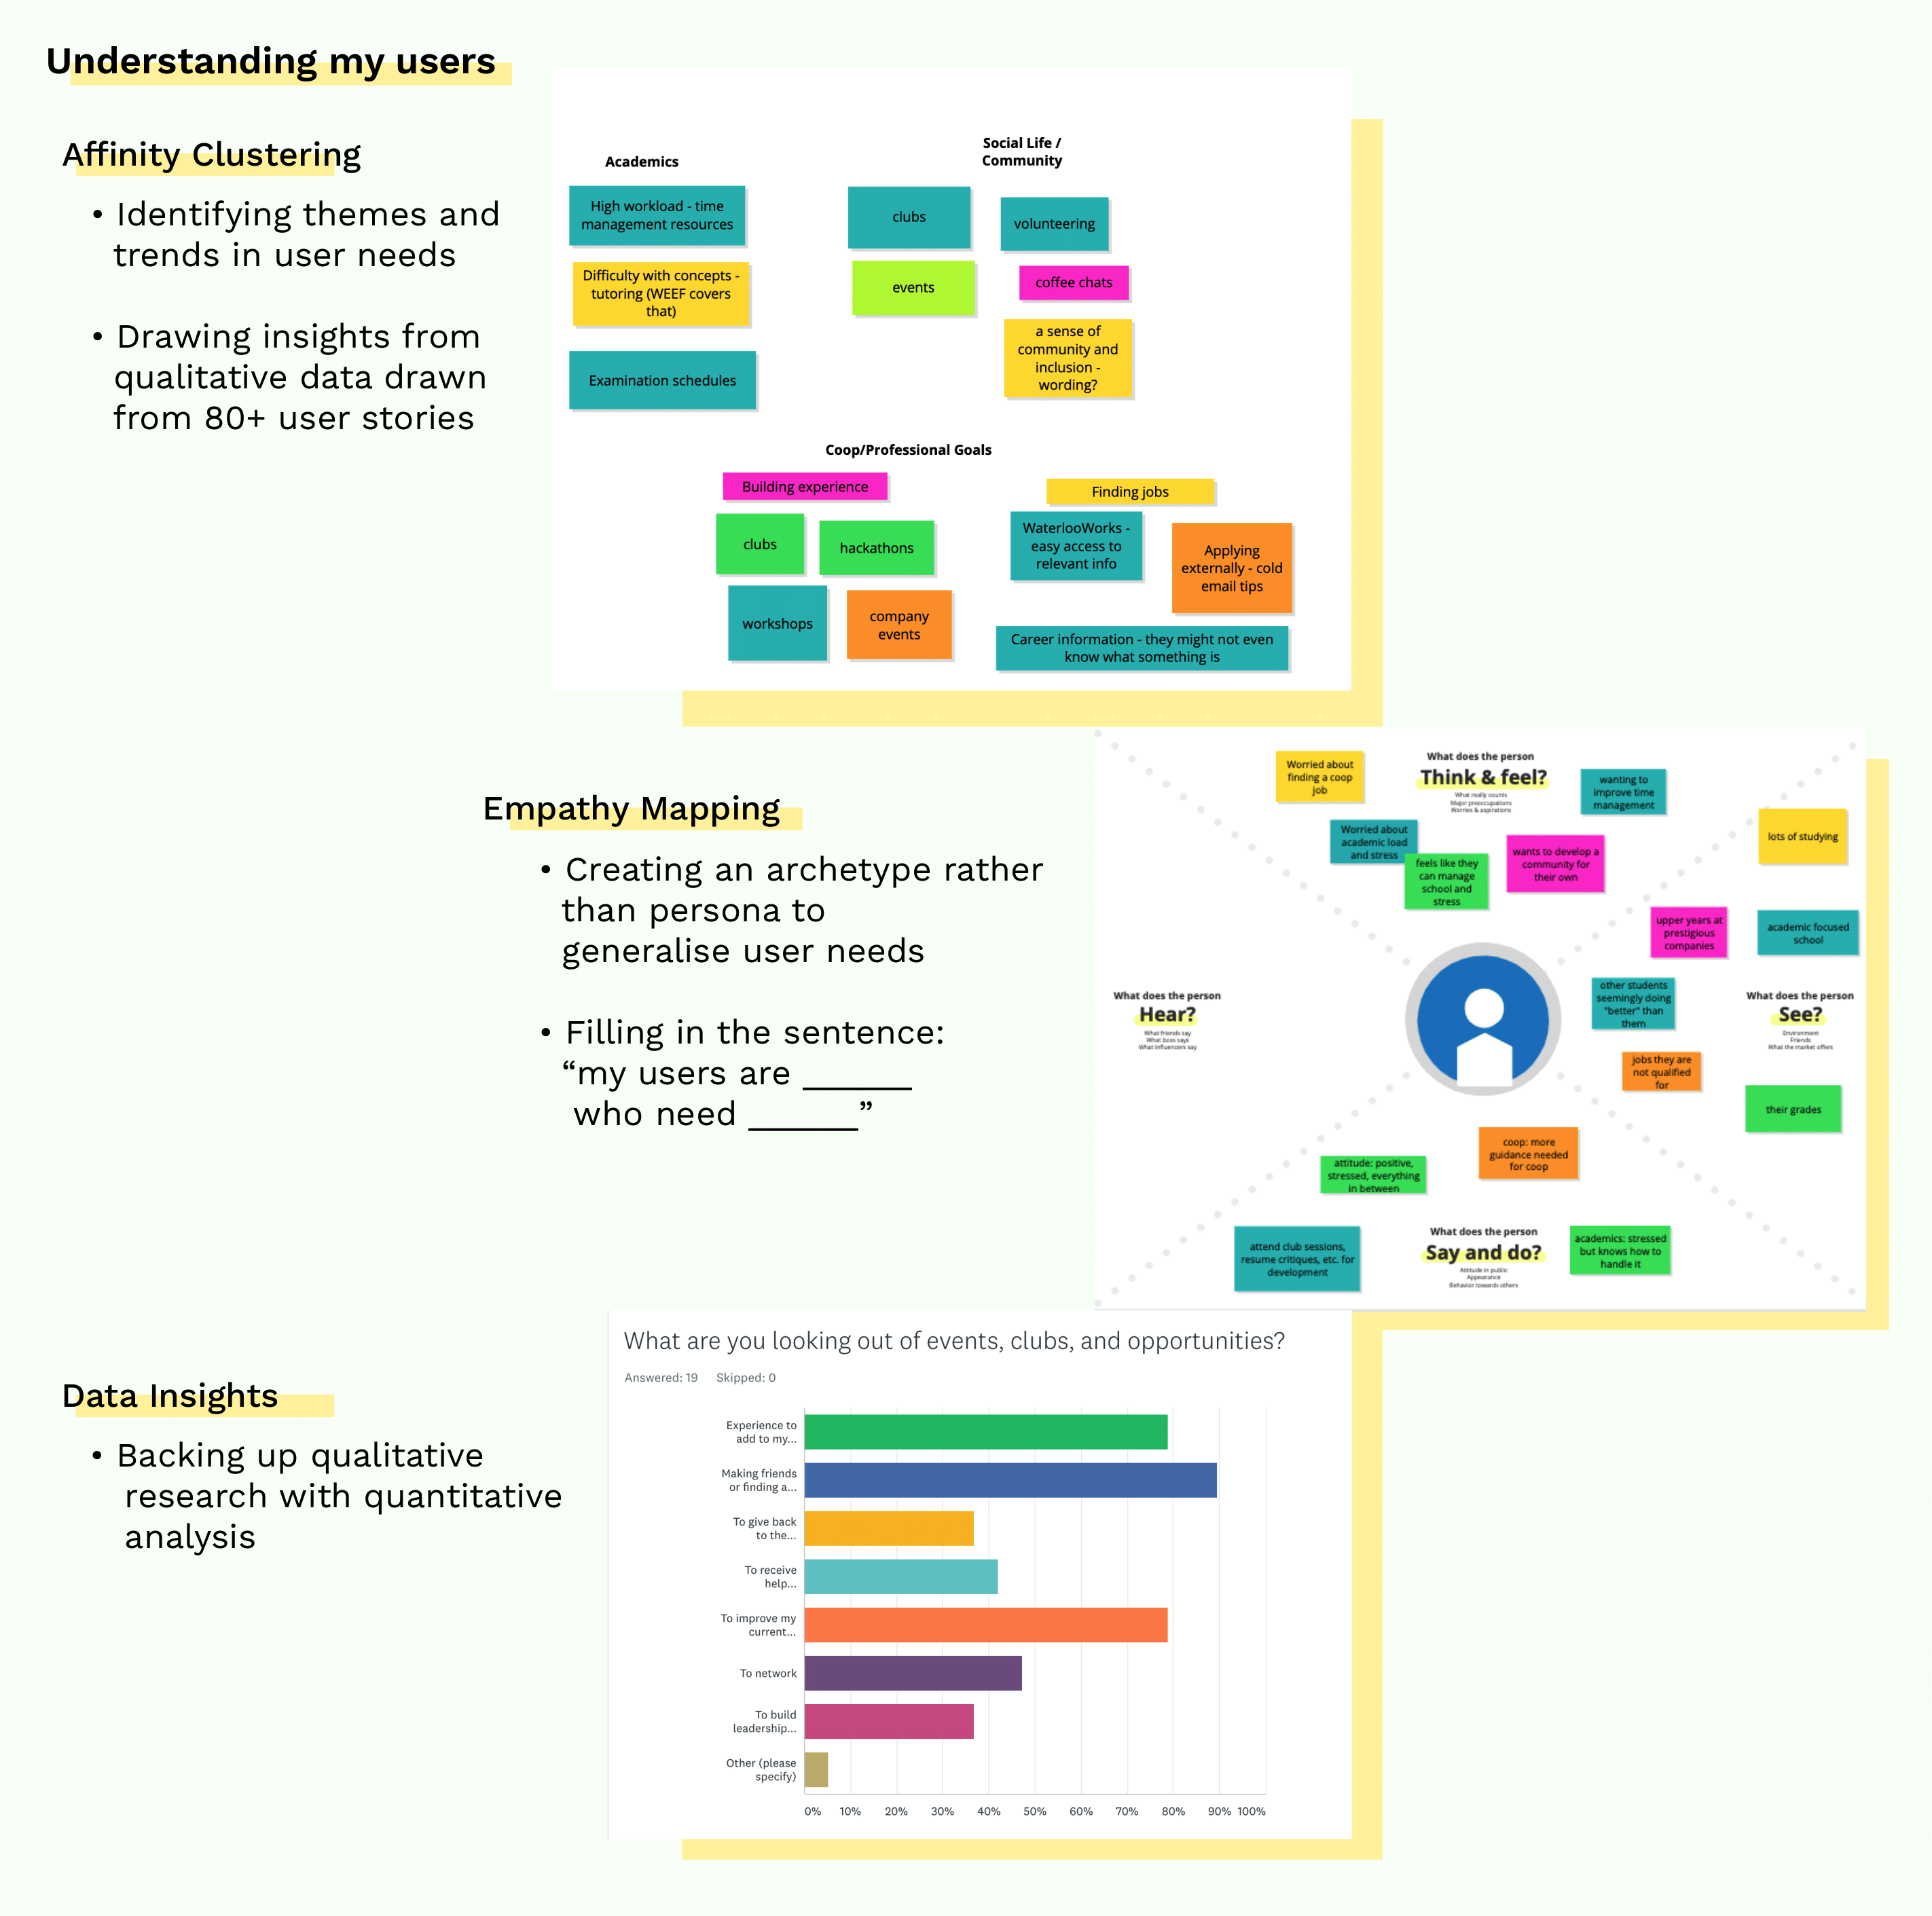 Understanding my users
Affinity Clustering
• Identifying themes and
trends in user needs
• Drawing insights from
qualitative data drawn
from 80+ user stories
Academics
High workload - time
management resources
Difficulty with concepts -
tutoring (WEEF covers
that)
Examination schedules
Social Life /
Community
clubs
volunteering
events
coffee chats
a sense of
community and
inclusion -
wording?
Coop/Professional Goals
Building experience
clubs
hackathons
workshops
company
events
Finding jobs
WaterlooWorks -
easy access to
relevant info
Applying
externally - cold
email tips
Career information - they might not even
know what something is
Empathy Mapping
• Creating an archetype rather
than persona to
generalise user needs
• Filling in the sentence:
“my users are ______
who need ______”
What does the person
Think & feel?
What really counts
Major preoccupations
Worries & aspirations
Worried about
finding a coop
job
wanting to
improve time
management
Worried about
academic load
and stress
feels like they
can manage
school and
stress
wants to develop a
community for
their own
What does the person
Hear?
What friends say
What boss says
What influencers say
What does the person
See?
Environment
Friends
What the market offers
lots of studying
upper years at
prestigious
companies
academic focused
school
other students
seemingly doing
"better" than
them
jobs they are
not qualified
for
their grades
What does the person
Say and do?
Attitude in public
Appearance
Behavior towards others
coop: more
guidance needed
for coop
attitude: positive,
stressed, everything
in between
attend club sessions,
resume critiques, etc. for
development
academics: stressed
but knows how to
handle it
Data Insights
• Backing up qualitative
research with quantitative
analysis
What are you looking out of events, clubs, and opportunities?
Answered: 19 Skipped: 0
Experience to
add to my...
Making friends
or finding a...
To give back
to the...
To receive
help...
To improve my
current...
To network
To build
leadership...
Other (please
specify)
0% 10% 20% 30% 40% 50% 60% 70% 80% 90% 100%